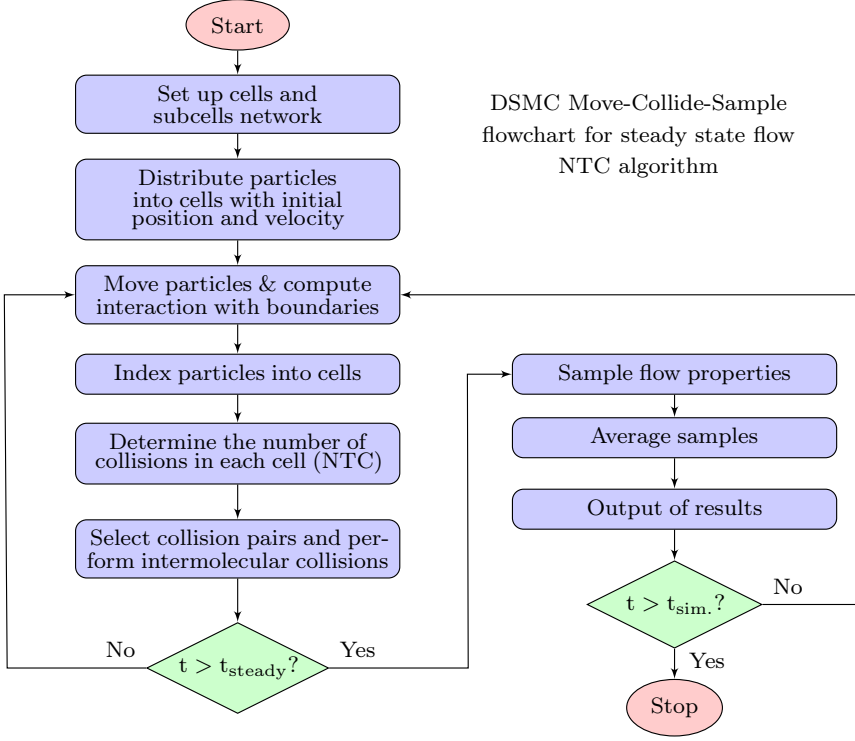 Start
Set up cells and
subcells network
DSMC Move-Collide-Sample
flowchart for steady state flow
NTC algorithm
Distribute particles
into cells with initial
position and velocity
Move particles & compute
interaction with boundaries
Index particles into cells
Determine the number of
collisions in each cell (NTC)
Select collision pairs and per-
form intermolecular collisions
No
t > t_steady?
Yes
Sample flow properties
Average samples
Output of results
t > t_sim.?
No
Yes
Stop